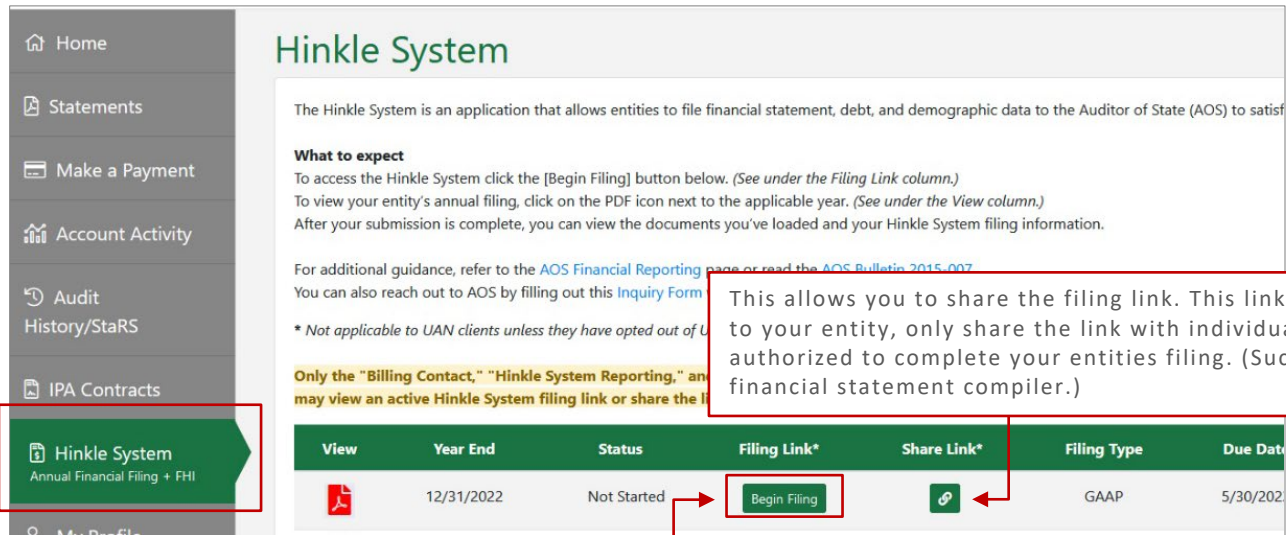 Home
Statements
Make a Payment
Account Activity
Audit
History/StaRS
IPA Contracts
Hinkle System
Annual Financial Filing + FHI
My Profile
Hinkle System
The Hinkle System is an application that allows entities to file financial statement, debt, and demographic data to the Auditor of State (AOS) to satisf
What to expect
To access the Hinkle System click the [Begin Filing] button below. (See under the Filing Link column.)
To view your entity's annual filing, click on the PDF icon next to the applicable year. (See under the View column.)
After your submission is complete, you can view the documents you've loaded and your Hinkle System filing information.
For additional guidance, refer to the AOS Financial Reporting page or read the AOS Bulletin 2015-007
You can also reach out to AOS by filling out this Inquiry Form
* Not applicable to UAN clients unless they have opted out of U
Only the "Billing Contact," "Hinkle System Reporting," and
may view an active Hinkle System filing link or share the li
This allows you to share the filing link. This link
to your entity, only share the link with individua
authorized to complete your entities filing. (Suc
financial statement compiler.)
View Year End Status Filing Link* Share Link* Filing Type Due Date
12/31/2022 Not Started Begin Filing GAAP 5/30/202